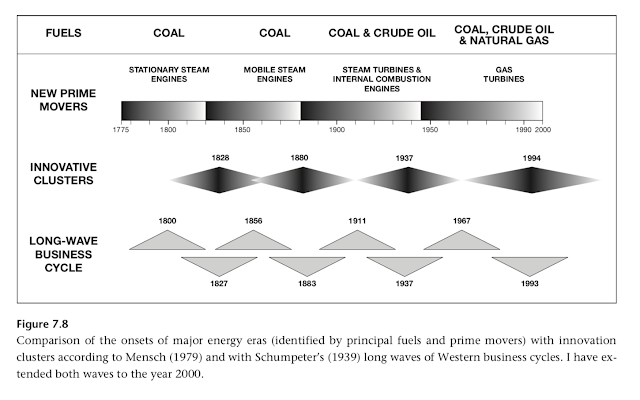 FUELS
COAL
COAL
COAL & CRUDE OIL
COAL, CRUDE OIL
& NATURAL GAS
NEW PRIME
MOVERS
STATIONARY STEAM
ENGINES
MOBILE STEAM
ENGINES
STEAM TURBINES &
INTERNAL COMBUSTION
ENGINES
GAS
TURBINES
1775
1800
1850
1900
1950
1990
2000
INNOVATIVE
CLUSTERS
1828
1880
1937
1994
LONG-WAVE
BUSINESS
CYCLE
1800
1856
1911
1967
1827
1883
1937
1993
Figure 7.8
Comparison of the onsets of major energy eras (identified by principal fuels and prime movers) with innovation
clusters according to Mensch (1979) and with Schumpeter's (1939) long waves of Western business cycles. I have ex-
tended both waves to the year 2000.